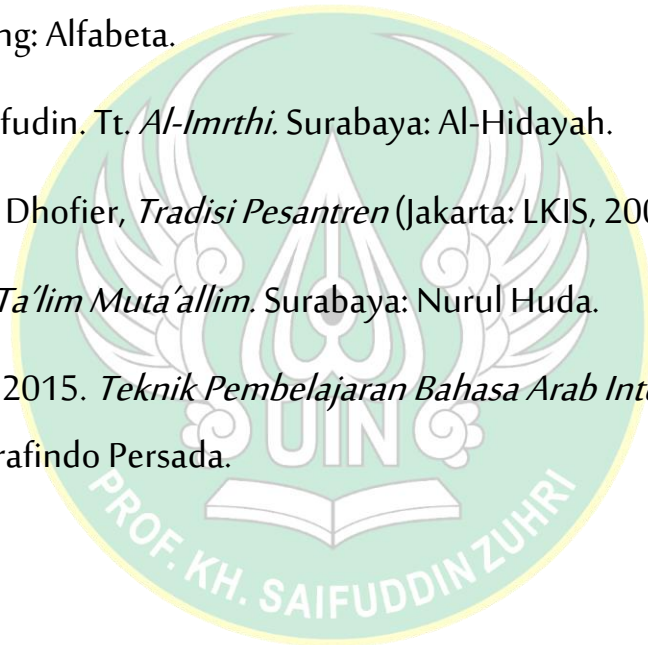 ng: Alfabeta.
fudin. Tt. Al-Imrthi. Surabaya: Al-Hidayah.
Dhofier, Tradisi Pesantren (Jakarta: LKIS, 200
Ta'lim Muta'allim. Surabaya: Nurul Huda.
2015. Teknik Pembelajaran Bahasa Arab Int
rafindo Persada.
UIN
PROF. KH. SAIFUDDIN ZUHRI